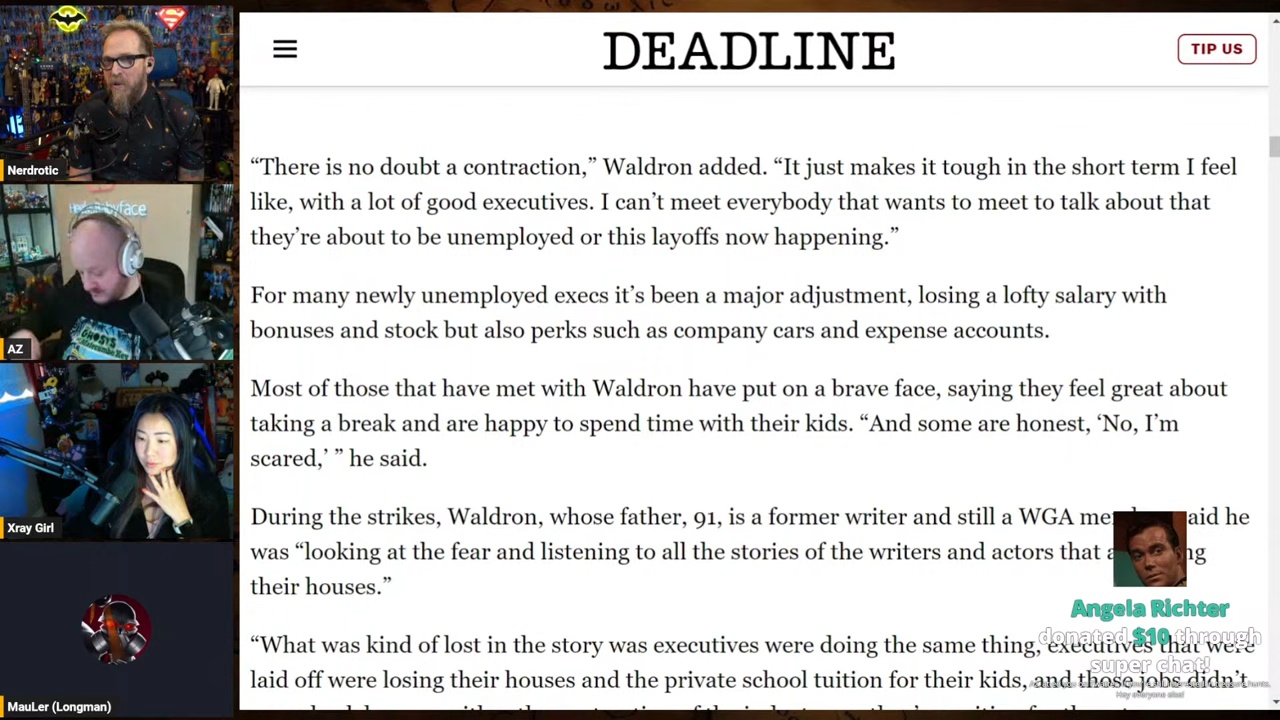 DEADLINE
TIP US
“There is no doubt a contraction,” Waldron added. “It just makes it tough in the short term I feel
like, with a lot of good executives. I can’t meet everybody that wants to meet to talk about that
they’re about to be unemployed or this layoffs now happening.”
For many newly unemployed execs it’s been a major adjustment, losing a lofty salary with
bonuses and stock but also perks such as company cars and expense accounts.
Most of those that have met with Waldron have put on a brave face, saying they feel great about
taking a break and are happy to spend time with their kids. “And some are honest, ‘No, I’m
scared,’ ” he said.
During the strikes, Waldron, whose father, 91, is a former writer and still a WGA said he
was “looking at the fear and listening to all the stories of the writers and actors that
their houses.”
“What was kind of lost in the story was executives were doing the same thing, executives that were
laid off were losing their houses and the private school tuition for their kids, and those jobs didn’t
Nerdrotic
AZ
Xray Girl
MauLer (Longman)
Angela Richter
donated $10 through
super chat!
Hey everyone else!